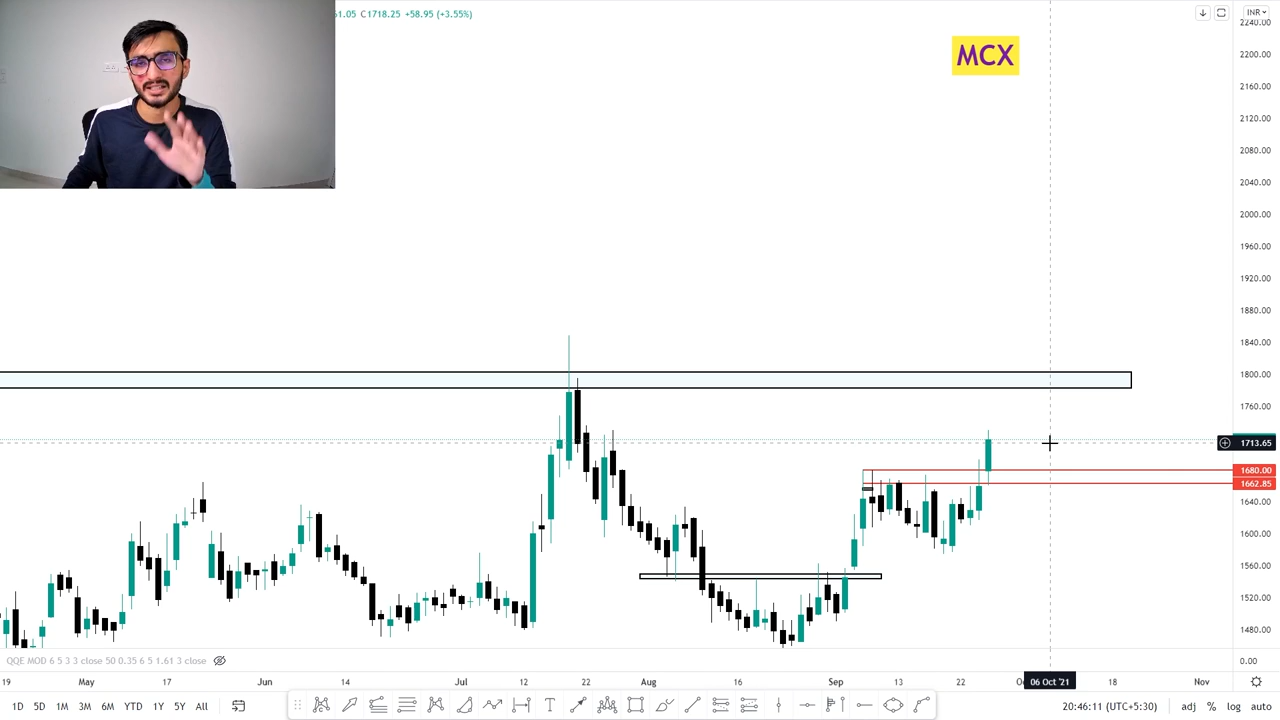 61.05 C1718.25 +58.95 (+3.55%)
MCX
INR
2240.00
2200.00
2160.00
2120.00
2080.00
2040.00
2000.00
1960.00
1920.00
1880.00
1840.00
1800.00
1760.00
1713.65
1680.00
1662.85
1640.00
1600.00
1560.00
1520.00
1480.00
QQE MOD 6 5 3 3 close 50 0.35 6 5 1.61 3 close
0.00
19 May 17 Jun 14 Jul 12 22 Aug 16 Sep 13 22 06 Oct '21 18 Nov
1D 5D 1M 3M 6M YTD 1Y 5Y All
T
20:46:11 (UTC+5:30) adj % log auto